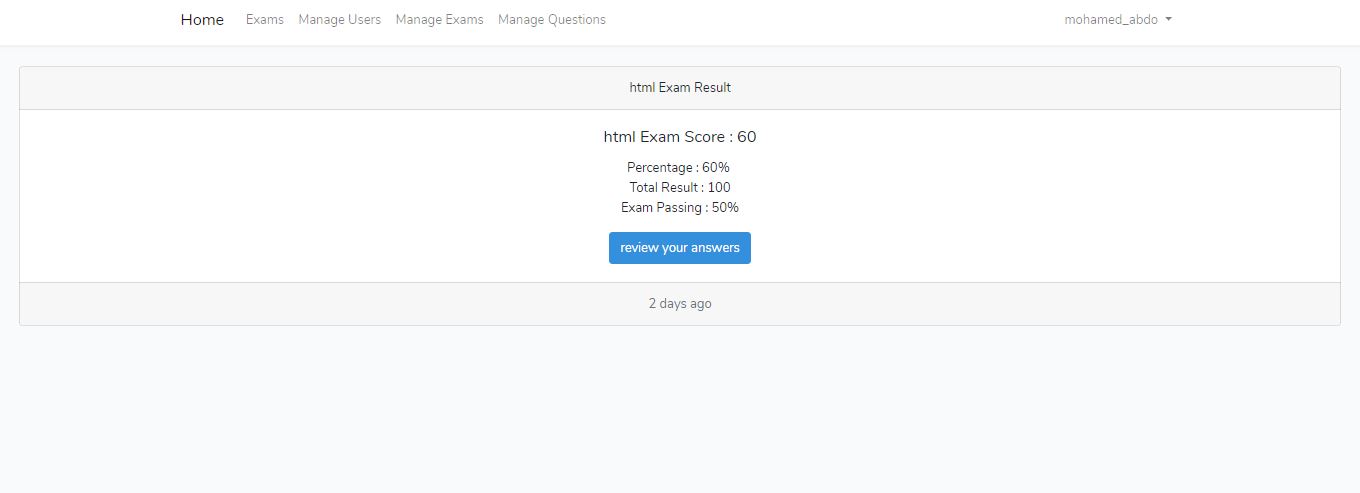 Home Exams Manage Users Manage Exams Manage Questions mohamed_abdo
html Exam Result
html Exam Score : 60
Percentage : 60%
Total Result : 100
Exam Passing : 50%
review your answers
2 days ago